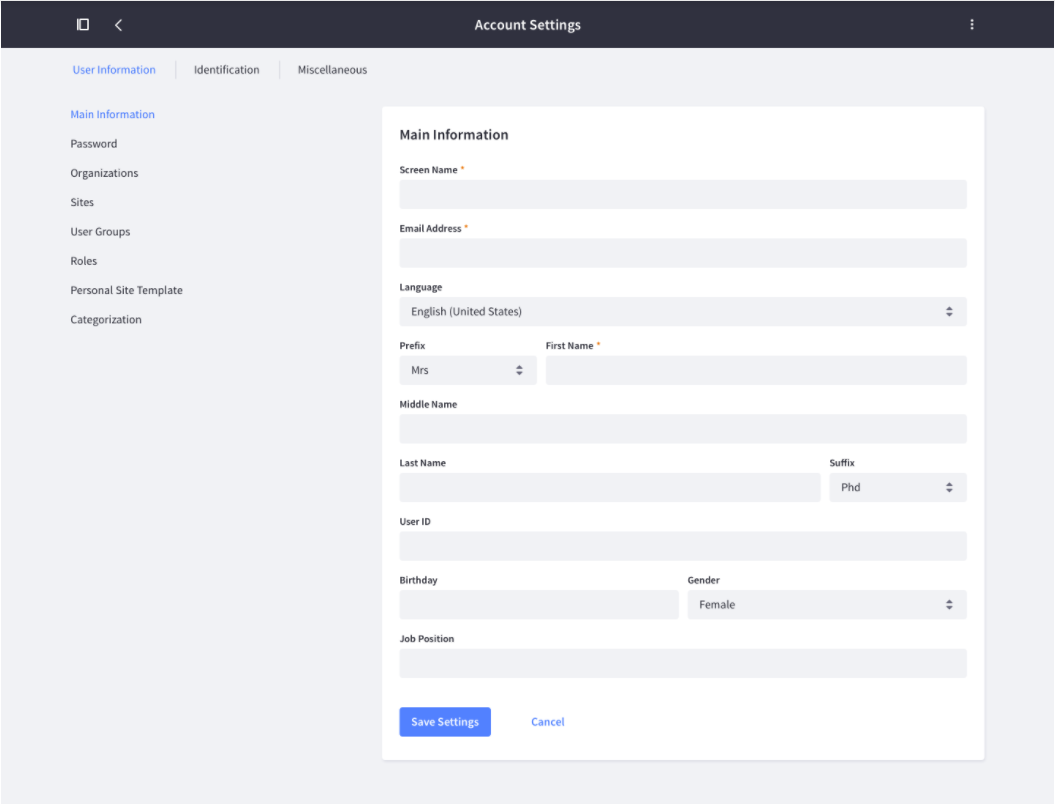 Account Settings
User Information
Identification
Miscellaneous
Main Information
Password
Organizations
Sites
User Groups
Roles
Personal Site Template
Categorization
Main Information
Screen Name *
Email Address *
Language
English (United States)
Prefix First Name *
Mrs
Middle Name
Last Name Suffix
Phd
User ID
Birthday Gender
Female
Job Position
Save Settings Cancel